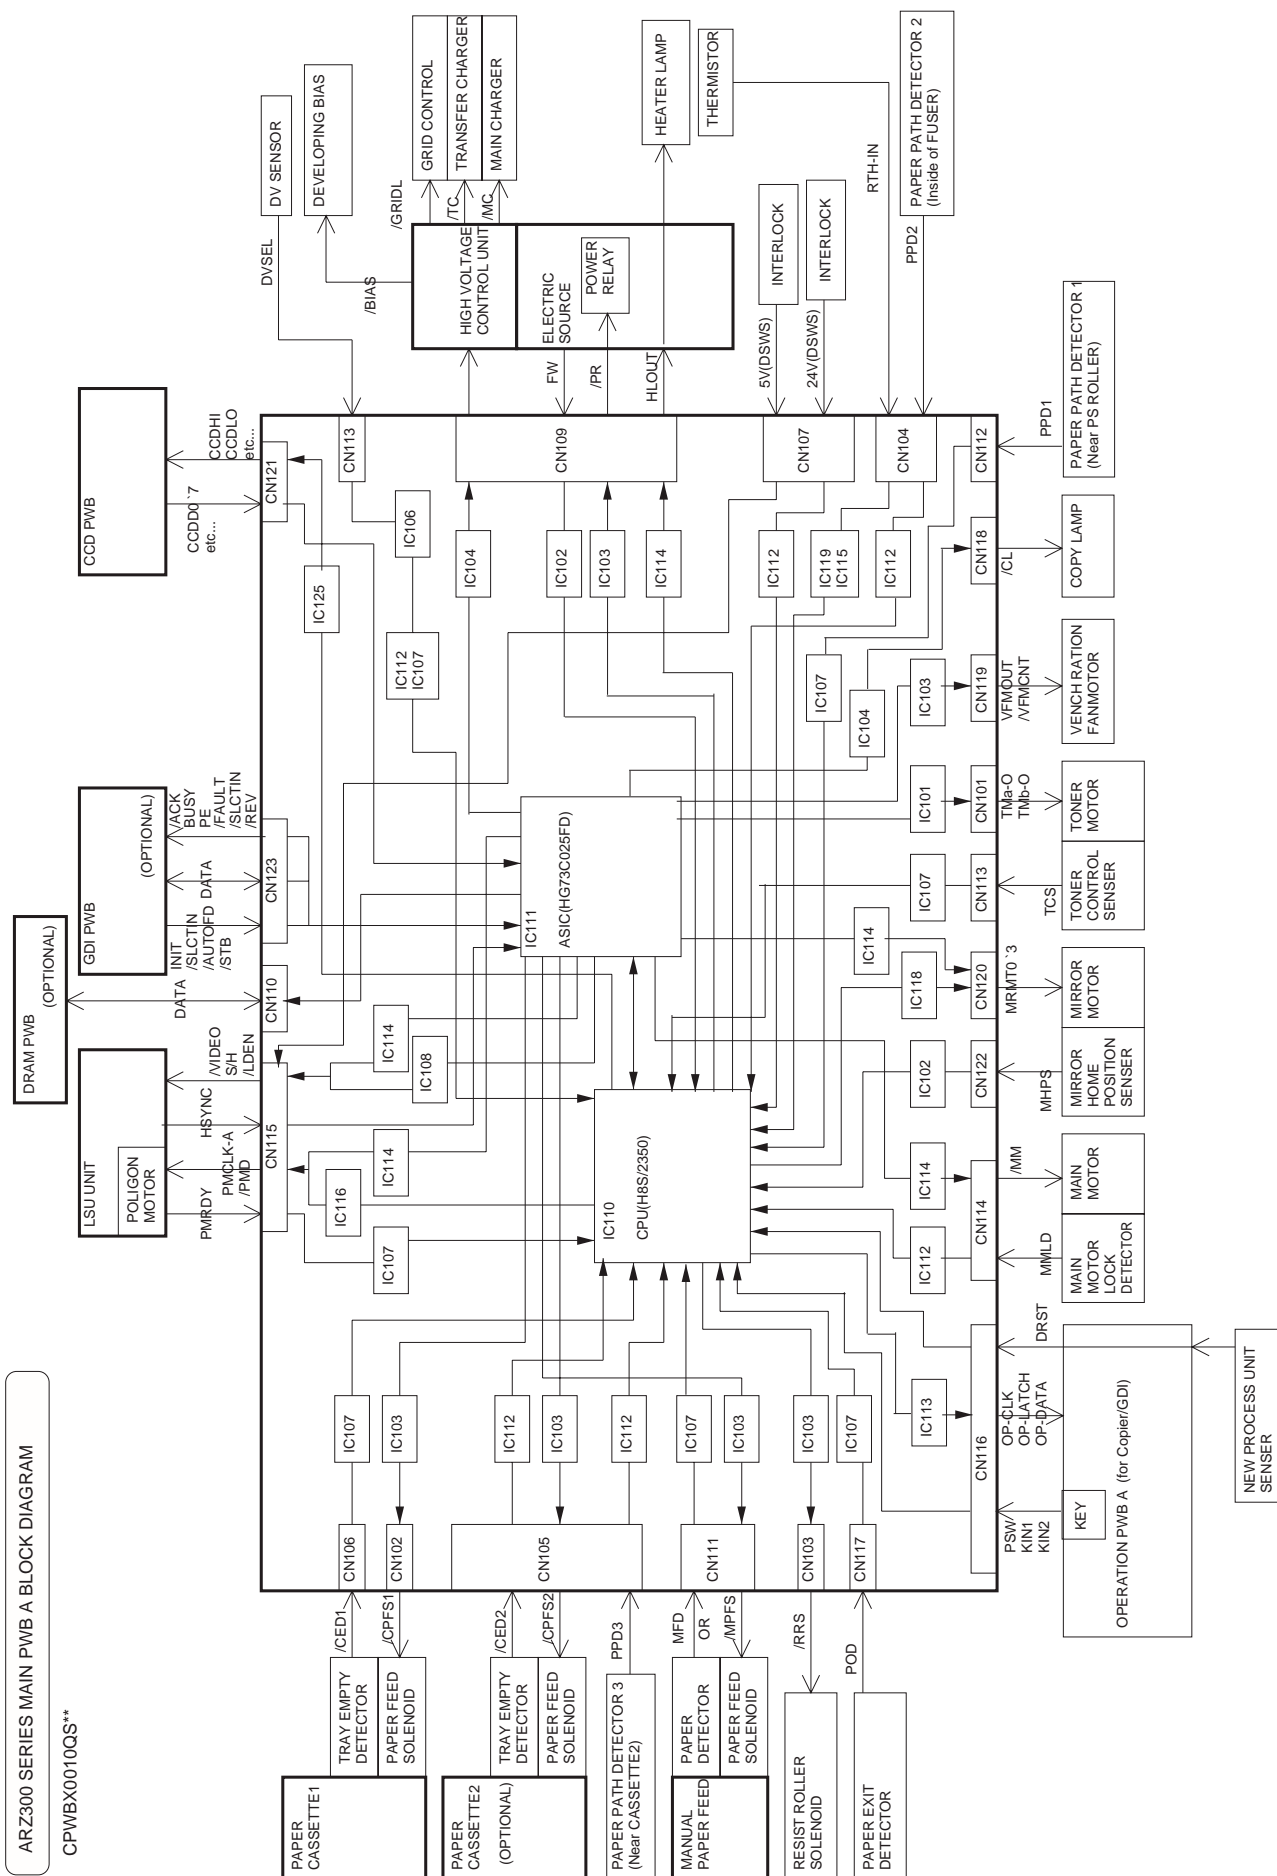 ARZ300 SERIES MAIN PWB A BLOCK DIAGRAM
CPWBX0010QS**
PAPER
CASSETTE1
TRAY EMPTY
DETECTOR
PAPER FEED
SOLENOID
/CED1
/CPFS1
CN106
CN102
IC107
IC103
PAPER
CASSETTE2
(OPTIONAL)
TRAY EMPTY
DETECTOR
PAPER FEED
SOLENOID
/CED2
/CPFS2
PAPER PATH DETECTOR 3
(Near CASSETTE2)
PPD3
CN105
IC112
IC103
IC112
MANUAL
PAPER FEED
PAPER
DETECTOR
PAPER FEED
SOLENOID
MFD
OR
/MPFS
CN111
IC107
IC103
RESIST ROLLER
SOLENOID
/RRS
CN103
IC103
PAPER EXIT
DETECTOR
POD
CN117
IC107
LSU UNIT
POLIGON
MOTOR
PMRDY
PMCLK-A
/PMD
HSYNC
/VIDEO
S/H
/LDEN
CN115
IC107
IC116
IC114
IC108
IC114
DRAM PWB
(OPTIONAL)
DATA
CN110
GDI PWB
(OPTIONAL)
INIT
/SLCTIN
/AUTOFD
/STB
DATA
/ACK
BUSY
PE
/FAULT
/SLCTIN
/REV
CN123
CCD PWB
CCDD0`7
etc...
CCDHI
CCDLO
etc...
CN121
IC125
DV SENSOR
DVSEL
CN113
IC106
IC112
IC107
DEVELOPING BIAS
/BIAS
GRID CONTROL
TRANSFER CHARGER
MAIN CHARGER
/GRIDL
/TC
/MC
HIGH VOLTAGE
CONTROL UNIT
ELECTRIC
SOURCE
POWER
RELAY
FW
/PR
HLOUT
HEATER LAMP
THERMISTOR
CN109
IC104
IC102
IC103
IC114
INTERLOCK
INTERLOCK
5V(DSWS)
24V(DSWS)
CN107
RTH-IN
PAPER PATH DETECTOR 2
(Inside of FUSER)
PPD2
CN104
IC112
IC119
IC115
IC112
PAPER PATH DETECTOR 1
(Near PS ROLLER)
PPD1
CN112
IC107
IC104
IC111
ASIC(HG73C025FD)
IC110
CPU(H8S/2350)
CN118
/CL
COPY LAMP
IC103
CN119
VFMOUT
/VFMCNT
VENCH RATION
FANMOTOR
IC101
CN101
TMa-O
TMb-O
TONER
MOTOR
IC107
CN113
TCS
TONER
CONTROL
SENSER
IC114
IC118
CN120
MRMT0`3
MIRROR
MOTOR
IC102
CN122
MHPS
MIRROR
HOME
POSITION
SENSER
IC114
/MM
MAIN
MOTOR
IC112
CN114
MMLD
MAIN
MOTOR
LOCK
DETECTOR
IC113
CN116
DRST
OP-CLK
OP-LATCH
OP-DATA
PSW/
KIN1
KIN2
KEY
OPERATION PWB A (for Copier/GDI)
NEW PROCESS UNIT
SENSER